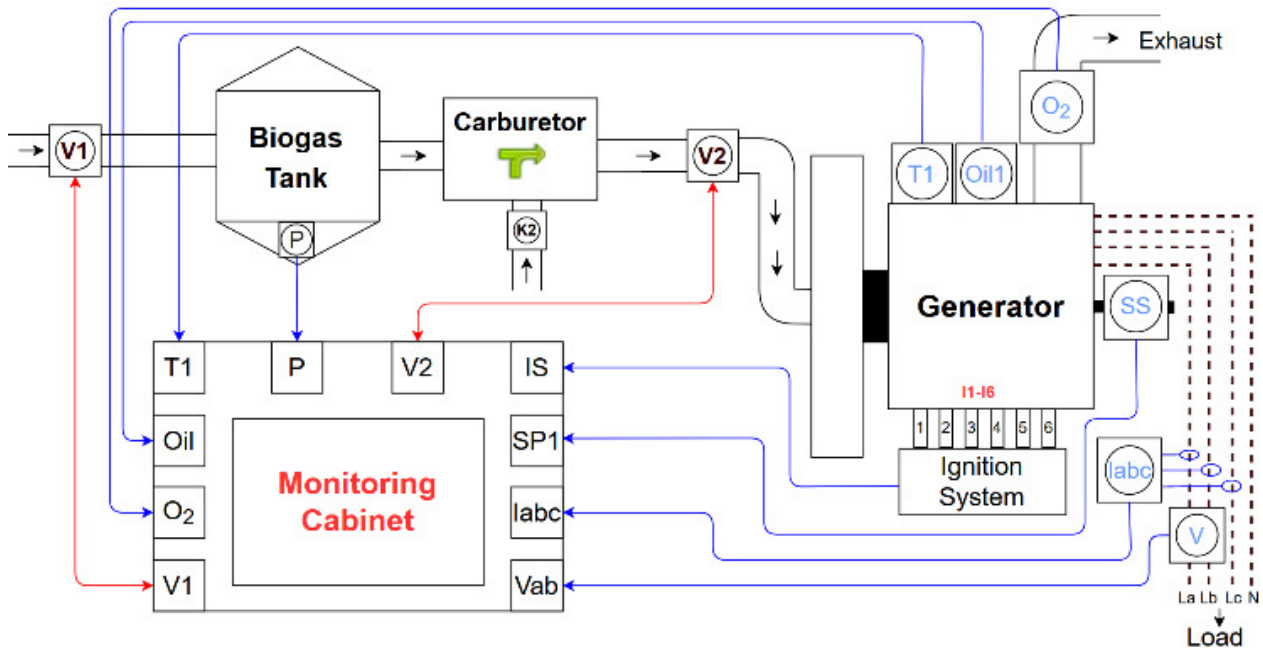 Exhaust
O2
V1
Biogas
Tank
P
Carburetor
K2
V2
T1
Oil1
Generator
I1-I6
SS
1 2 3 4 5 6
Ignition
System
Iabc
V
La Lb Lc N
Load
T1
P
V2
IS
Oil
SP1
O2
Iabc
V1
Vab
Monitoring
Cabinet